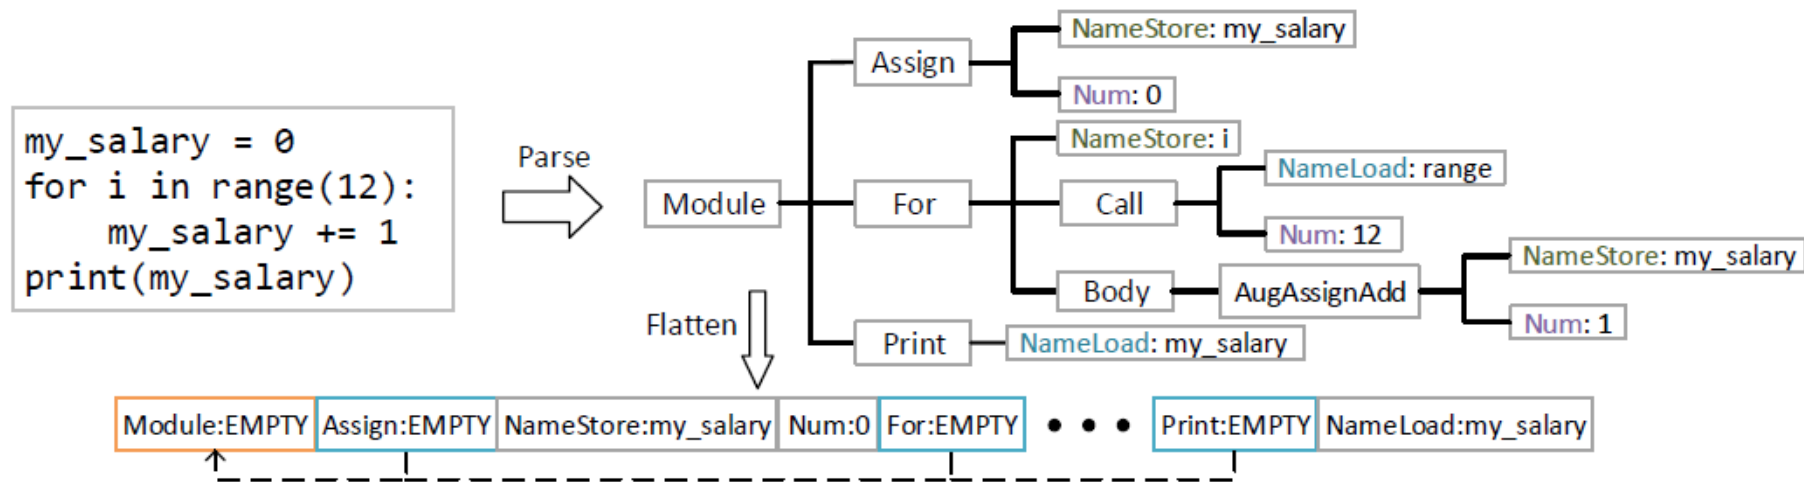 my_salary = 0
for i in range(12):
    my_salary += 1
print(my_salary)
Parse
Flatten
Module
Assign
NameStore: my_salary
Num: 0
For
NameStore: i
Call
NameLoad: range
Num: 12
Body
AugAssignAdd
NameStore: my_salary
Num: 1
Print
NameLoad: my_salary
Module:EMPTY Assign:EMPTY NameStore:my_salary Num:0 For:EMPTY • • • Print:EMPTY NameLoad:my_salary